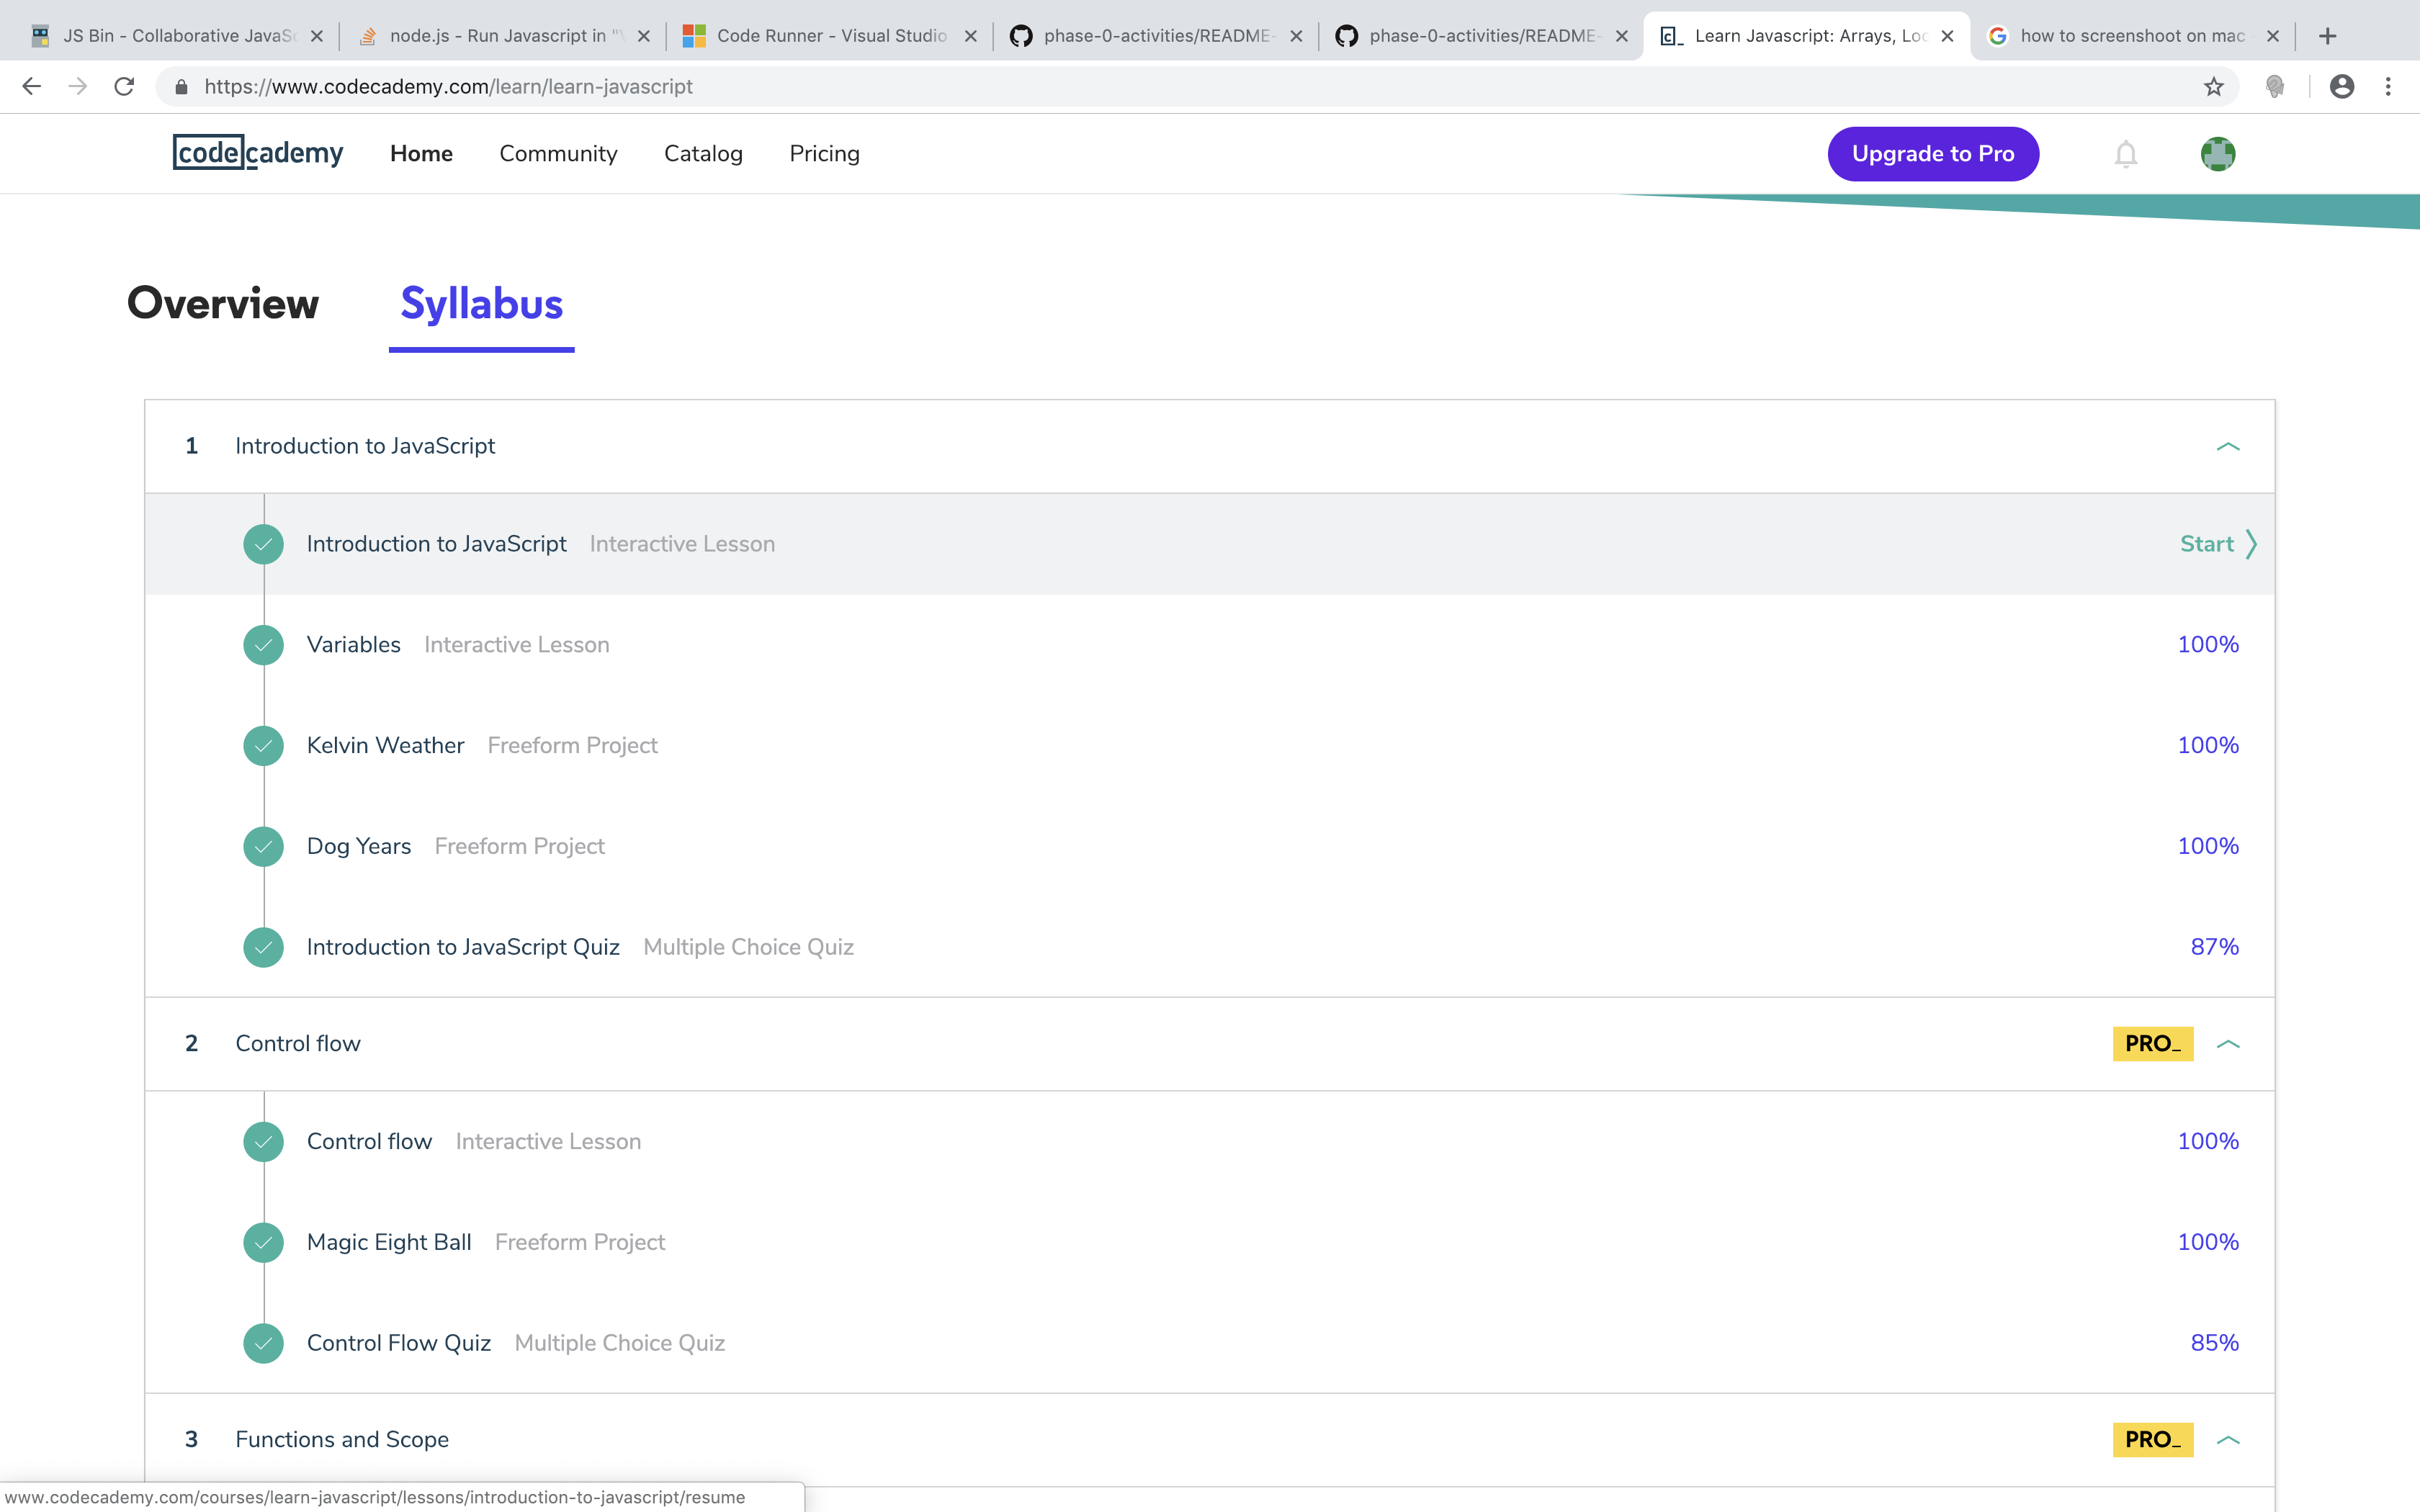 JS Bin - Collaborative JavaSc
node.js - Run Javascript in "V
Code Runner - Visual Studio
phase-0-activities/README-
phase-0-activities/README-
Learn Javascript: Arrays, Loo
how to screenshoot on mac
https://www.codecademy.com/learn/learn-javascript
codecademy Home Community Catalog Pricing Upgrade to Pro
Overview Syllabus
1 Introduction to JavaScript
Introduction to JavaScript Interactive Lesson Start
Variables Interactive Lesson 100%
Kelvin Weather Freeform Project 100%
Dog Years Freeform Project 100%
Introduction to JavaScript Quiz Multiple Choice Quiz 87%
2 Control flow PRO_
Control flow Interactive Lesson 100%
Magic Eight Ball Freeform Project 100%
Control Flow Quiz Multiple Choice Quiz 85%
3 Functions and Scope PRO_
www.codecademy.com/courses/learn-javascript/lessons/introduction-to-javascript/resume